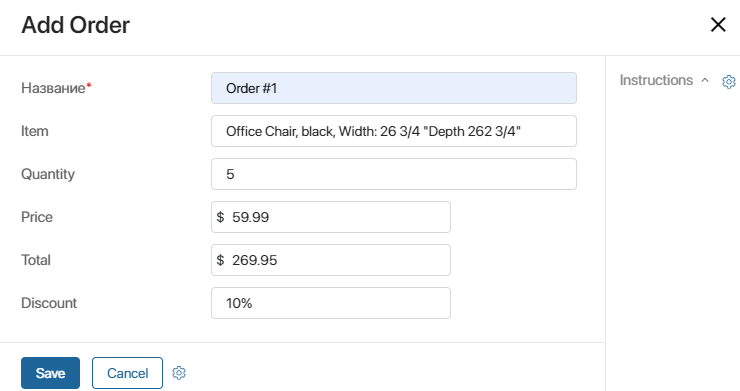 Add Order
Название*
Order #1
Instructions
Item
Office Chair, black, Width: 26 3/4 "Depth 262 3/4"
Quantity
5
Price
$ 59.99
Total
$ 269.95
Discount
10%
Save
Cancel